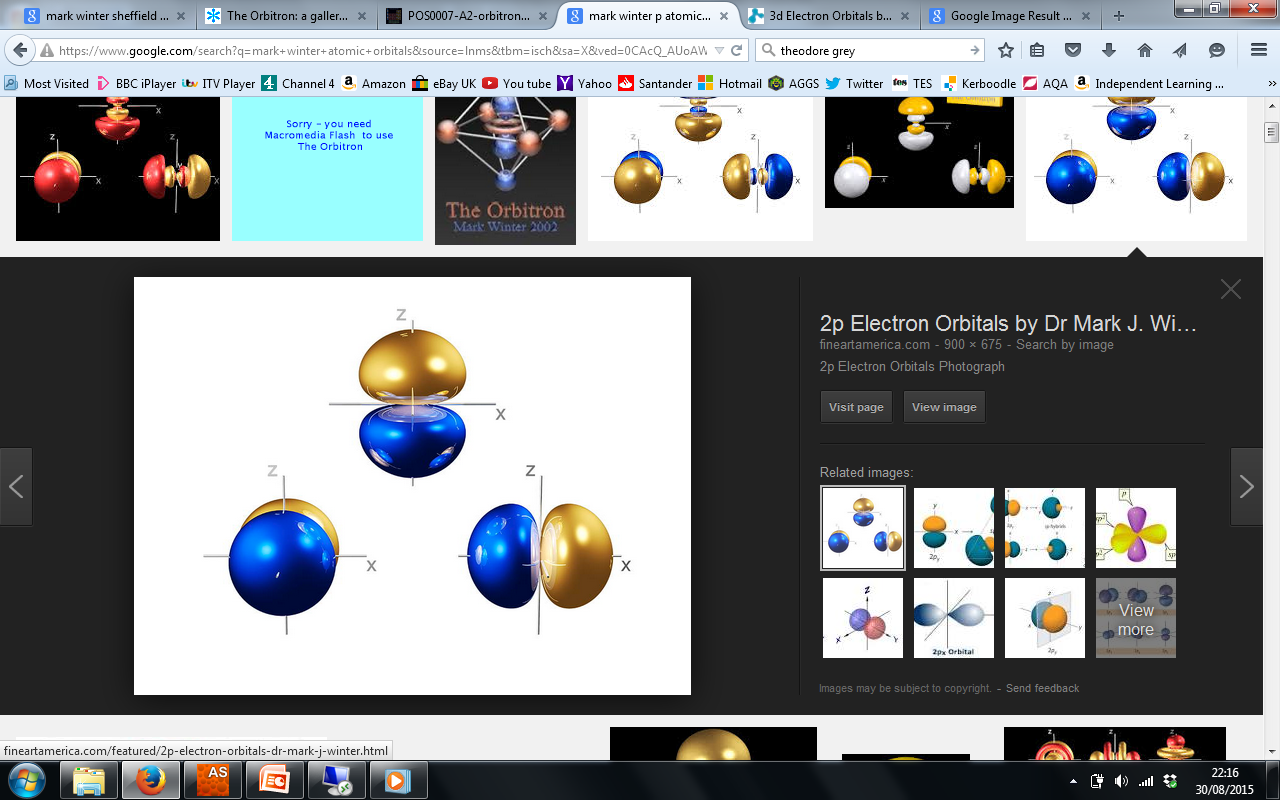 mark winter sheffield ...
The Orbitron: a galler...
POS0007-A2-orbitron...
mark winter p atomic...
3d Electron Orbitals b...
Google Image Result ...
https://www.google.com/search?q=mark+winter+atomic+orbitals&source=lnms&tbm=isch&sa=X&ved=0CAcQ_AUoAW
theodore grey
Most Visited
BBC iPlayer
ITV Player
Channel 4
Amazon
eBay UK
You tube
Yahoo
Santander
Hotmail
AGGS
Twitter
TES
Kerboodle
AQA
Independent Learning ...
Sorry - you need
Macromedia Flash to use
The Orbitron
The Orbitron
Mark Winter 2002
z
x
z
x
z
x
2p Electron Orbitals by Dr Mark J. Wi...
fineartamerica.com - 900 × 675 - Search by image
2p Electron Orbitals Photograph
Visit page
View image
Related images:
2px Orbital
View
more
Images may be subject to copyright. - Send feedback
fineartamerica.com/featured/2p-electron-orbitals-dr-mark-j-winter.html
AS
22:16
30/08/2015